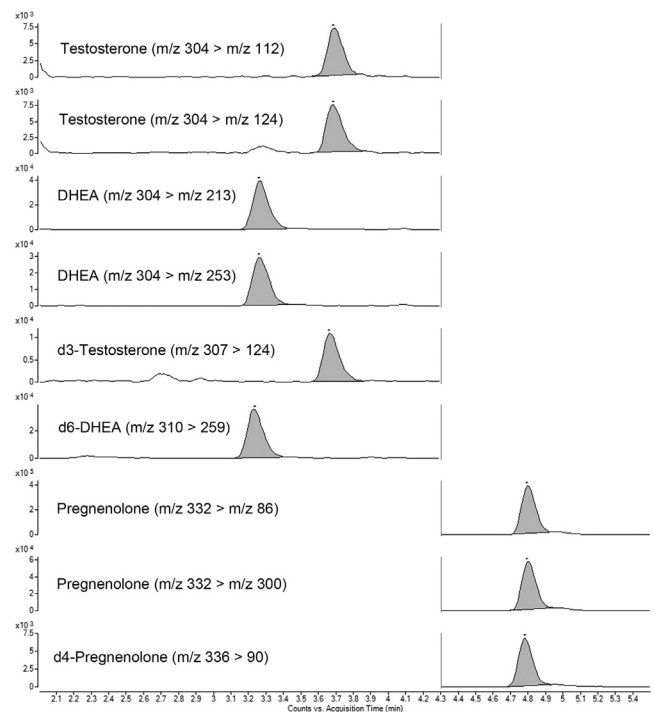 x10 3
7.5
5
2.5
0
Testosterone (m/z 304 > m/z 112)
x10 3
7.5
5
2.5
0
Testosterone (m/z 304 > m/z 124)
x10 4
4
2
0
DHEA (m/z 304 > m/z 213)
x10 4
3
2
1
0
DHEA (m/z 304 > m/z 253)
x10 4
1
0.5
0
d3-Testosterone (m/z 307 > 124)
x10 4
4
2
0
d6-DHEA (m/z 310 > 259)
x10 5
4
2
0
Pregnenolone (m/z 332 > m/z 86)
x10 4
6
4
2
0
Pregnenolone (m/z 332 > m/z 300)
x10 3
7.5
5
2.5
0
d4-Pregnenolone (m/z 336 > 90)
2.1 2.2 2.3 2.4 2.5 2.6 2.7 2.8 2.9 3 3.1 3.2 3.3 3.4 3.5 3.6 3.7 3.8 3.9 4 4.1 4.2 4.3 4.4 4.5 4.6 4.7 4.8 4.9 5 5.1 5.2 5.3 5.4
Counts vs. Acquisition Time (min)